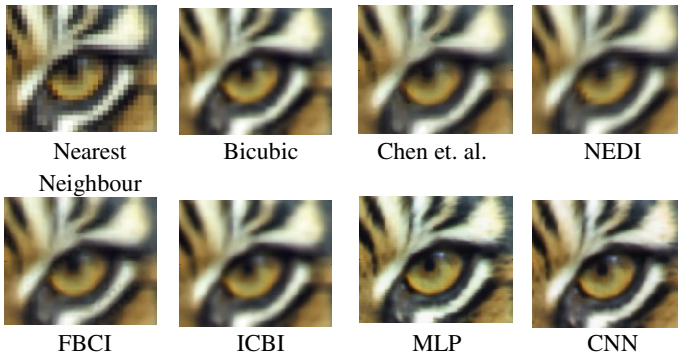 Nearest
Neighbour
Bicubic
Chen et. al.
NEDI
FBCI
ICBI
MLP
CNN